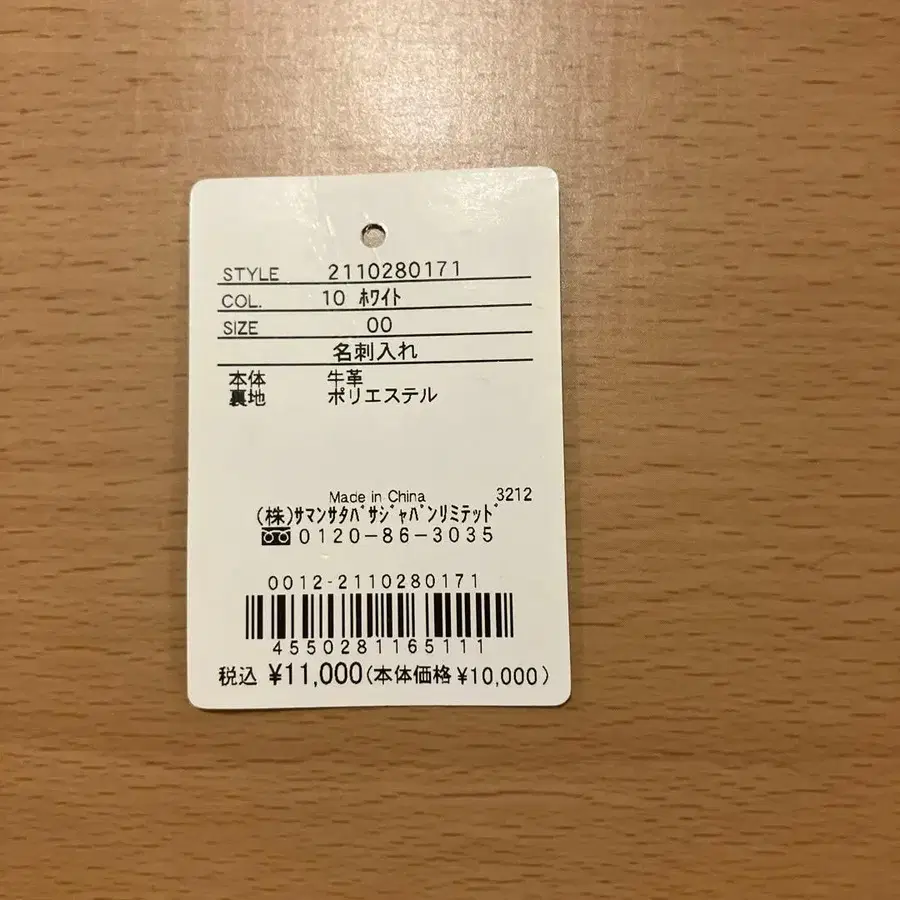 STYLE 2110280171
COL. 10 ﾎﾜｲﾄ
SIZE 00
名刺入れ
本体 牛革
裏地 ポリエステル
Made in China 3212
(株)ｻﾏﾝｻﾀﾊﾞｻｼﾞｬﾊﾟﾝﾘﾐﾃｯﾄﾞ
0120-86-3035
0012-2110280171
4550281165111
税込 ¥11,000(本体価格 ¥10,000)